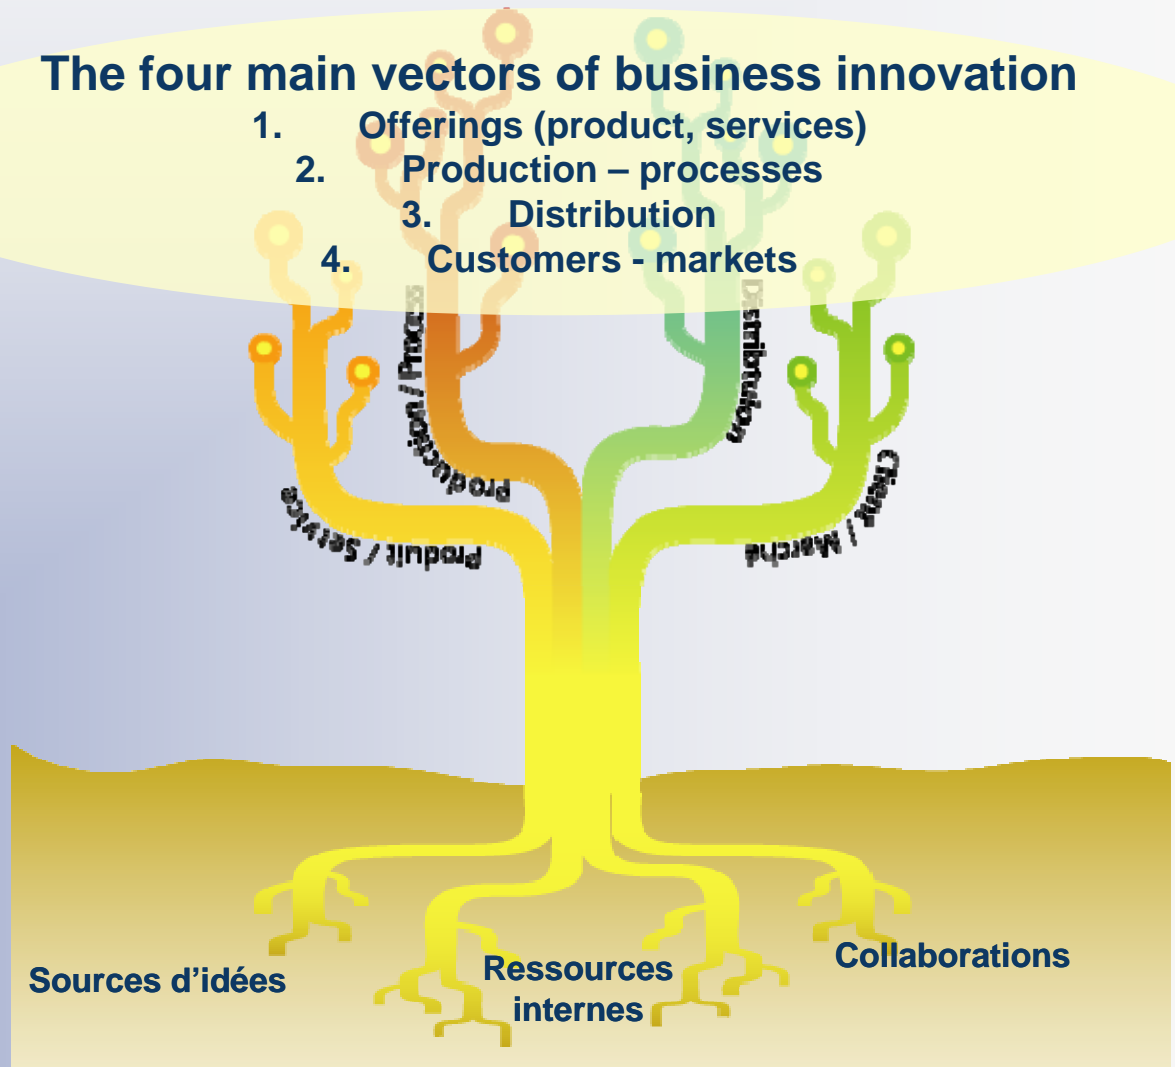 The four main vectors of business innovation
1. Offerings (product, services)
2. Production – processes
3. Distribution
4. Customers - markets
Produit / Service
Production /
Distribution
Client / Marché
Sources d'idées
Ressources
internes
Collaborations